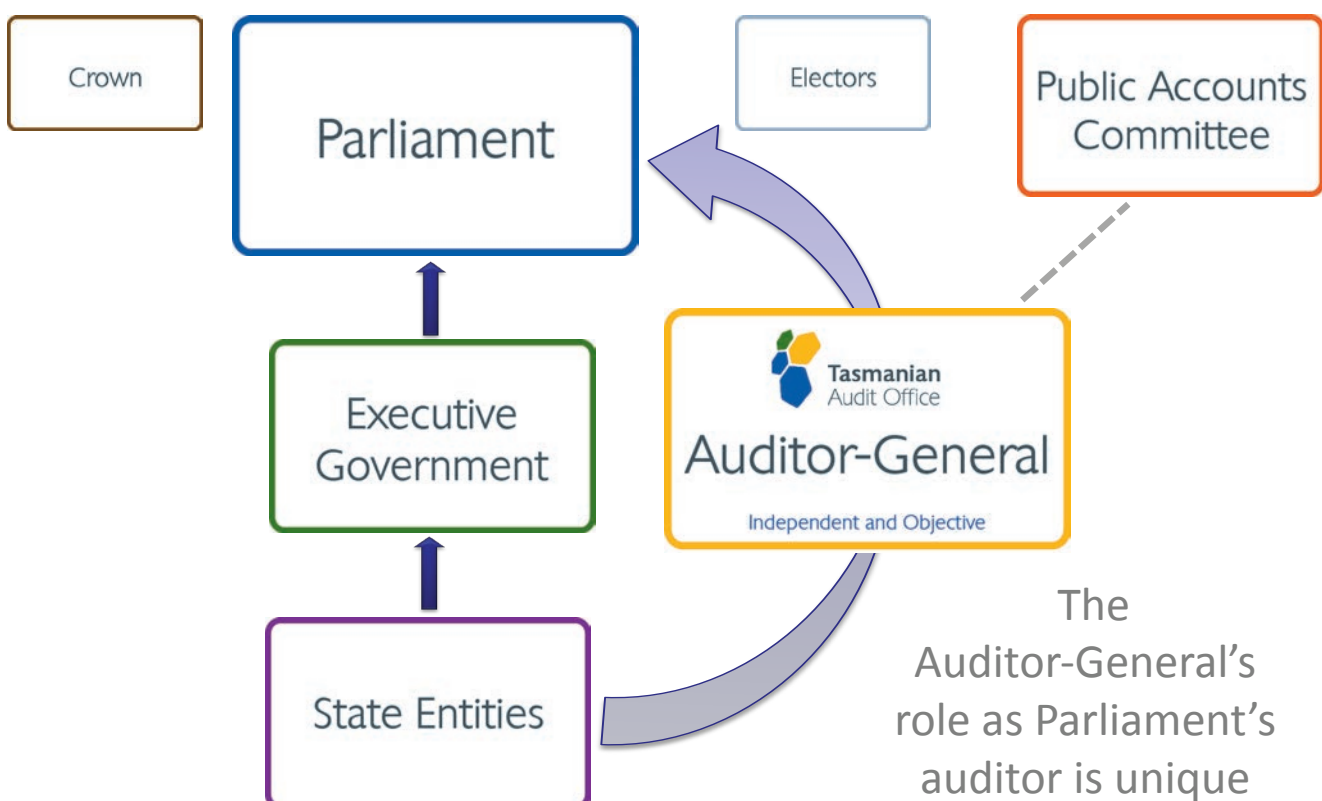 Crown
Parliament
Electors
Public Accounts
Committee
Executive
Government
Tasmanian
Audit Office
Auditor-General
Independent and Objective
State Entities
The
Auditor-General’s
role as Parliament’s
auditor is unique